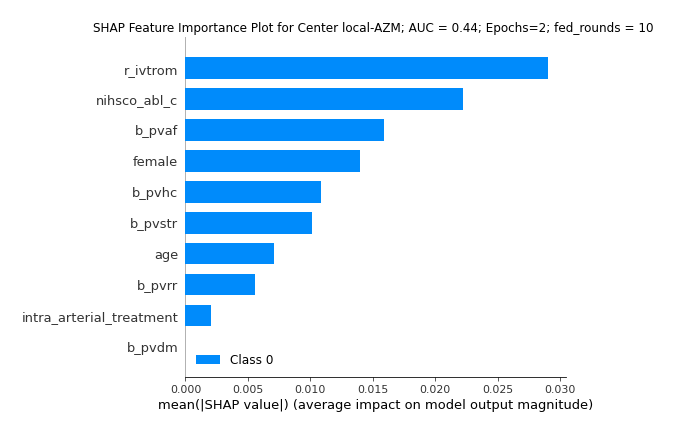 SHAP Feature Importance Plot for Center local-AZM; AUC = 0.44; Epochs=2; fed_rounds = 10
r_ivtrom
nihsco_abl_c
b_pvaf
female
b_pvhc
b_pvstr
age
b_pvrr
intra_arterial_treatment
b_pvdm
Class 0
0.000 0.005 0.010 0.015 0.020 0.025 0.030
mean(|SHAP value|) (average impact on model output magnitude)